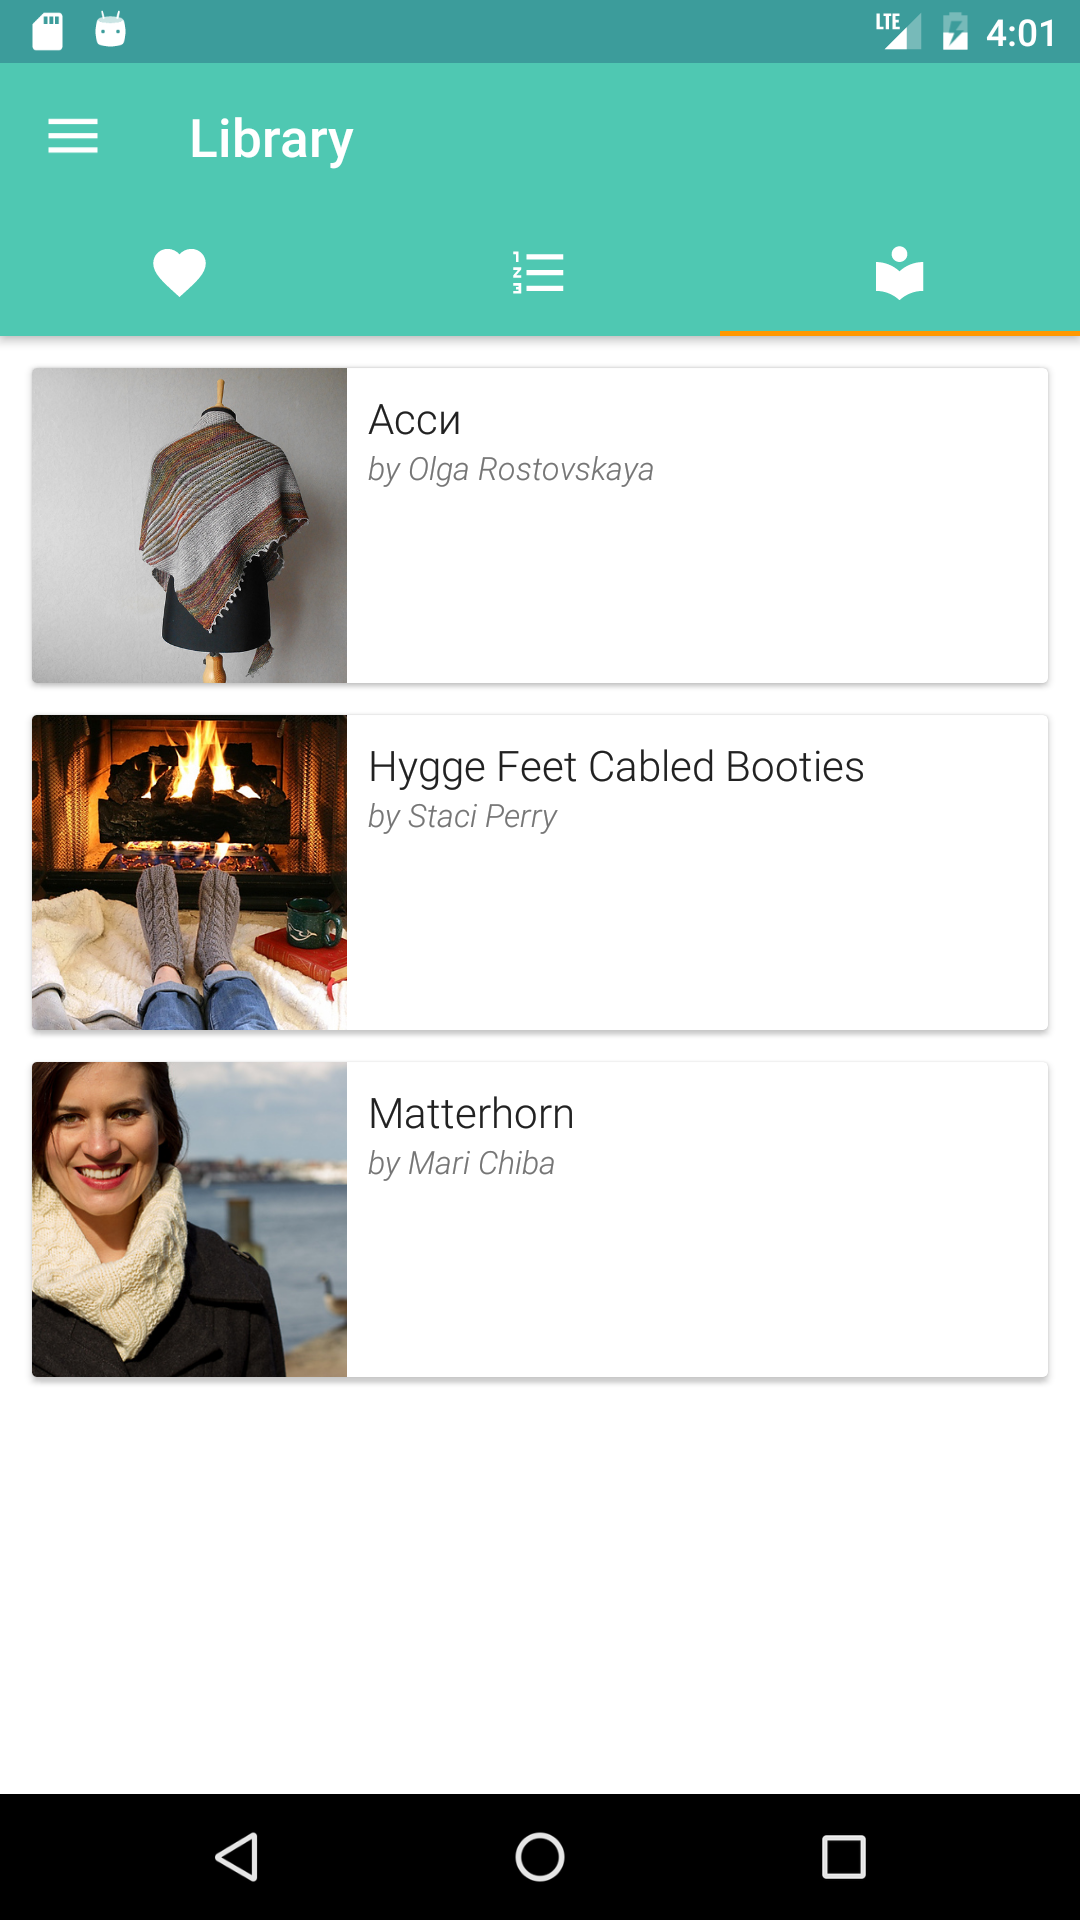 LTE 4:01
Library
Асси
by Olga Rostovskaya
Hygge Feet Cabled Booties
by Staci Perry
Matterhorn
by Mari Chiba